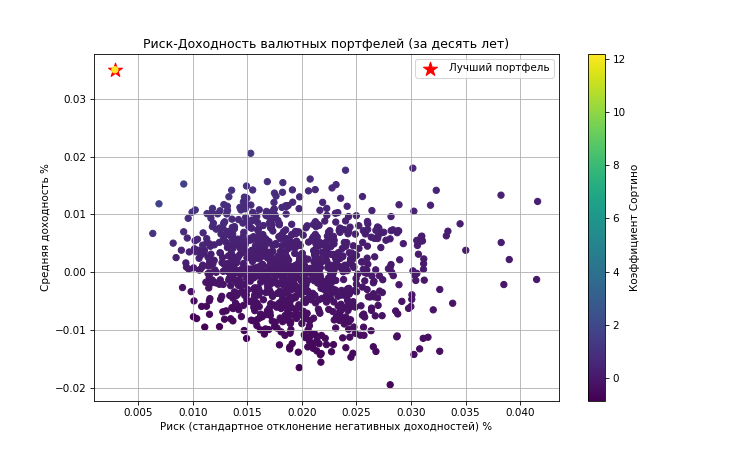 Риск-Доходность валютных портфелей (за десять лет)
Лучший портфель
Средняя доходность %
0.03
0.02
0.01
0.00
−0.01
−0.02
0.005 0.010 0.015 0.020 0.025 0.030 0.035 0.040
Риск (стандартное отклонение негативных доходностей) %
12
10
8
6
4
2
0
Коэффициент Сортино